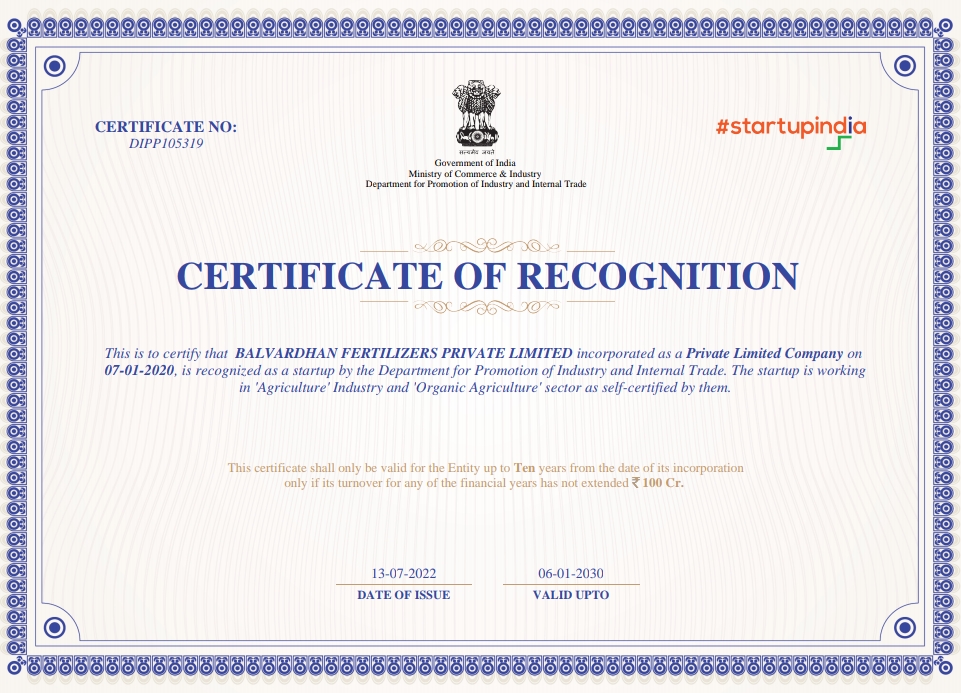 CERTIFICATE NO:
DIPP105319
सत्यमेव जयते
Government of India
Ministry of Commerce & Industry
Department for Promotion of Industry and Internal Trade
#startupindia
CERTIFICATE OF RECOGNITION
This is to certify that BALVARDHAN FERTILIZERS PRIVATE LIMITED incorporated as a Private Limited Company on
07-01-2020, is recognized as a startup by the Department for Promotion of Industry and Internal Trade. The startup is working
in 'Agriculture' Industry and 'Organic Agriculture' sector as self-certified by them.
This certificate shall only be valid for the Entity up to Ten years from the date of its incorporation
only if its turnover for any of the financial years has not extended ₹ 100 Cr.
13-07-2022
DATE OF ISSUE
06-01-2030
VALID UPTO